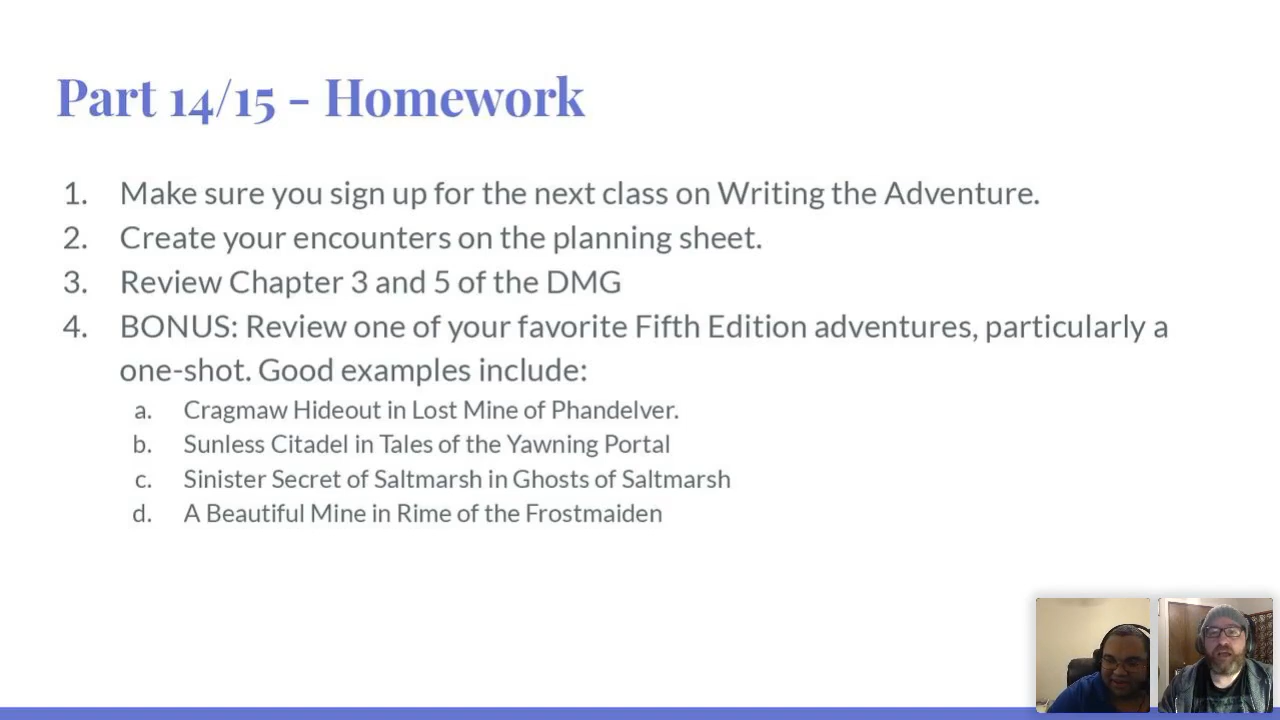 Part 14/15 - Homework
1. Make sure you sign up for the next class on Writing the Adventure.
2. Create your encounters on the planning sheet.
3. Review Chapter 3 and 5 of the DMG
4. BONUS: Review one of your favorite Fifth Edition adventures, particularly a
one-shot. Good examples include:
a. Cragmaw Hideout in Lost Mine of Phandelver.
b. Sunless Citadel in Tales of the Yawning Portal
c. Sinister Secret of Saltmarsh in Ghosts of Saltmarsh
d. A Beautiful Mine in Rime of the Frostmaiden